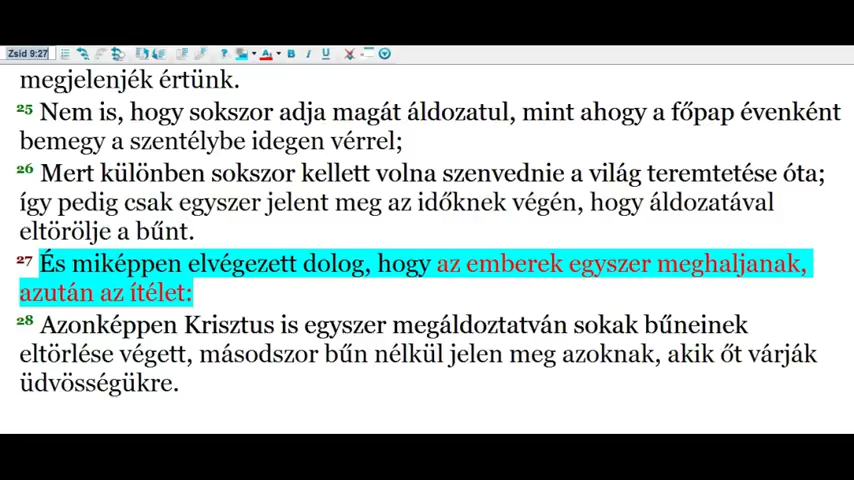 Zsid 9:27
megjelenjék értünk.
25 Nem is, hogy sokszor adja magát áldozatul, mint ahogy a főpap évenként
bemegy a szentélybe idegen vérrel;
26 Mert különben sokszor kellett volna szenvednie a világ teremtetése óta;
így pedig csak egyszer jelent meg az időknek végén, hogy áldozatával
eltörölje a bűnt.
27 És miképpen elvégezett dolog, hogy az emberek egyszer meghaljanak,
azután az ítélet:
28 Azonképpen Krisztus is egyszer megáldoztatván sokak bűneinek
eltörlése végett, másodszor bűn nélkül jelen meg azoknak, akik őt várják
üdvösségükre.